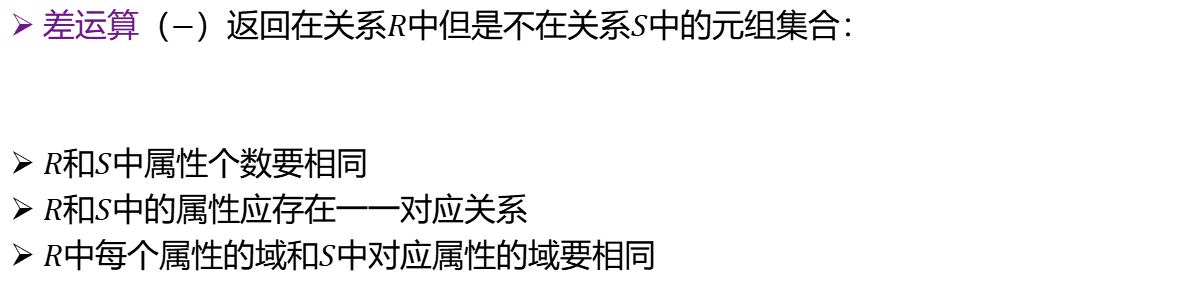 ➢ 差运算（−）返回在关系R中但是不在关系S中的元组集合：
➢ R和S中属性个数要相同
➢ R和S中的属性应存在一一对应关系
➢ R中每个属性的域和S中对应属性的域要相同